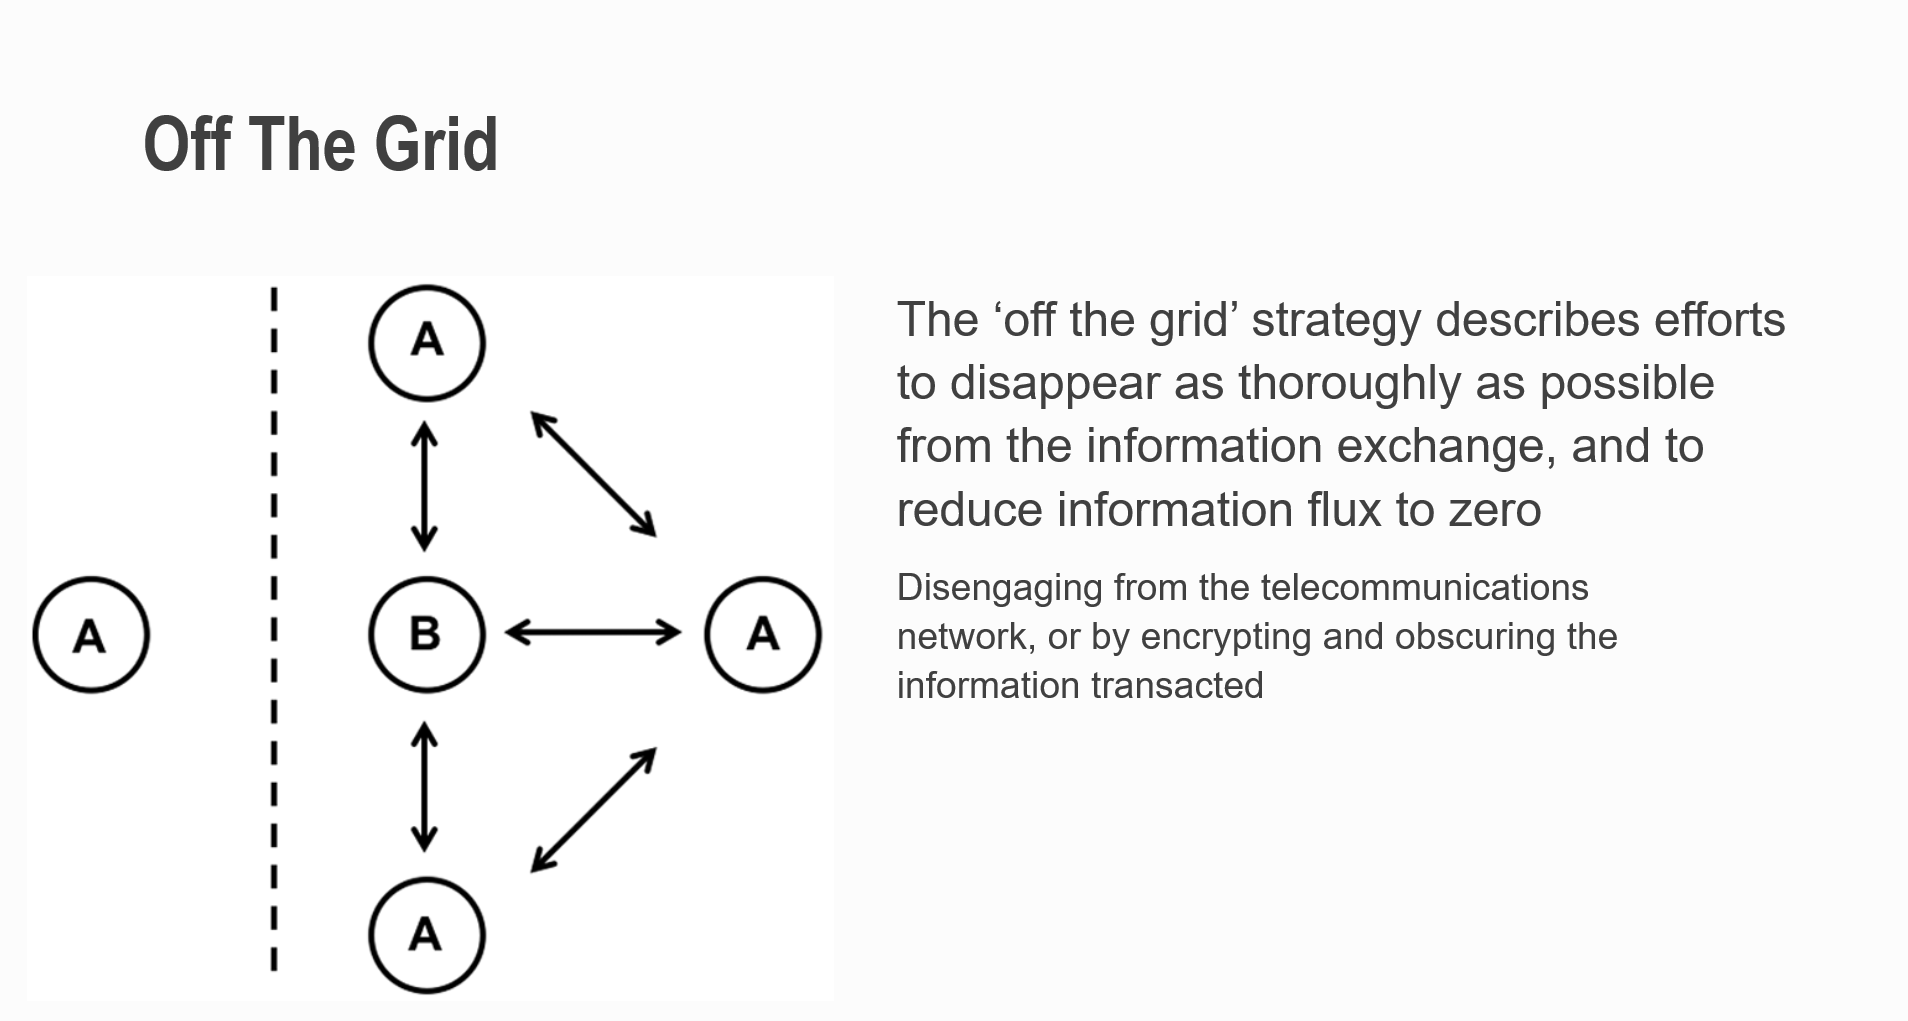 Off The Grid
A
A
B
A
A
The ‘off the grid’ strategy describes efforts
to disappear as thoroughly as possible
from the information exchange, and to
reduce information flux to zero
Disengaging from the telecommunications
network, or by encrypting and obscuring the
information transacted